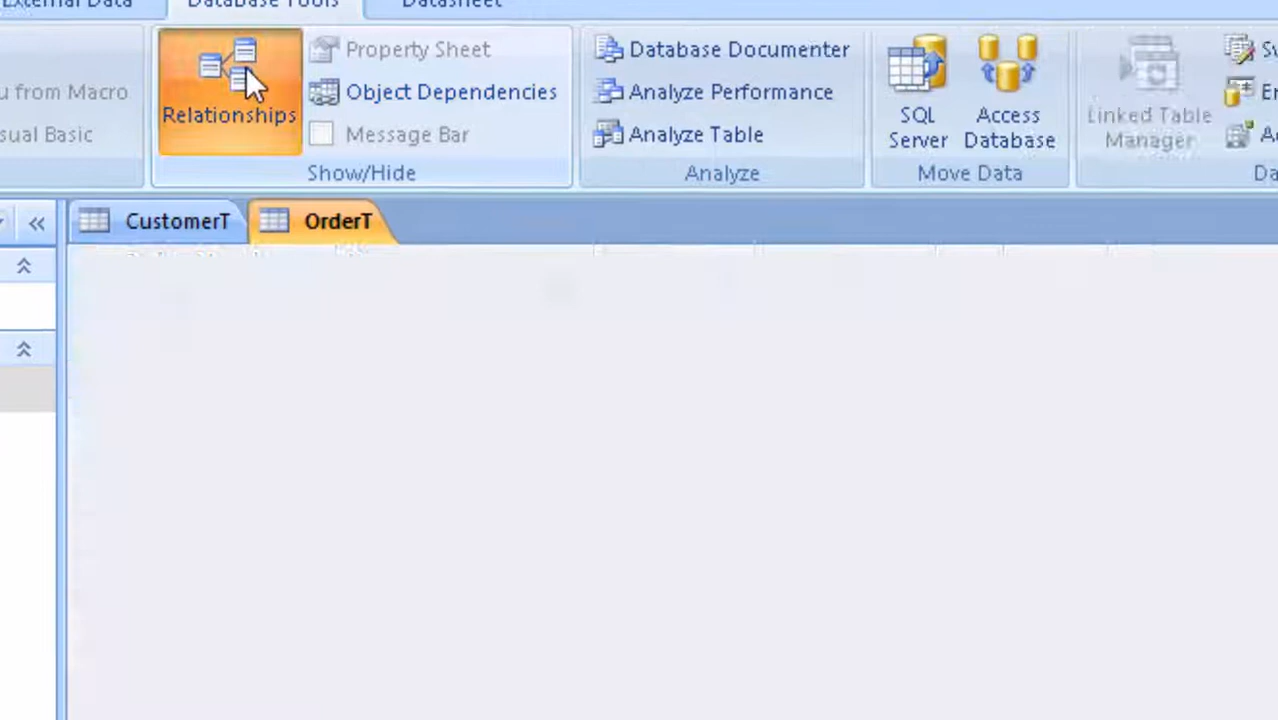 External Data Database Tools Datasheet
Property Sheet Database Documenter
u from Macro Object Dependencies Analyze Performance
Relationships SQL Server Access Database Linked Table Manager
sual Basic Message Bar Analyze Table
Show/Hide Analyze Move Data Da
CustomerT OrderT